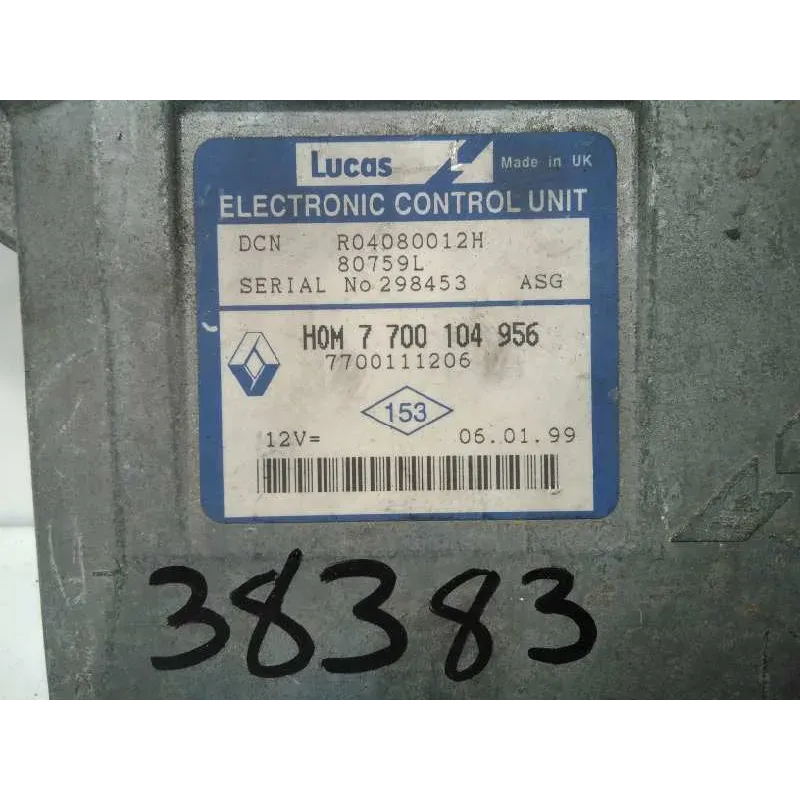 Lucas Made in UK
ELECTRONIC CONTROL UNIT
DCN R04080012H
80759L
SERIAL No 298453 ASG
HOM 7 700 104 956
7700111206
153
12V= 06.01.99
38383